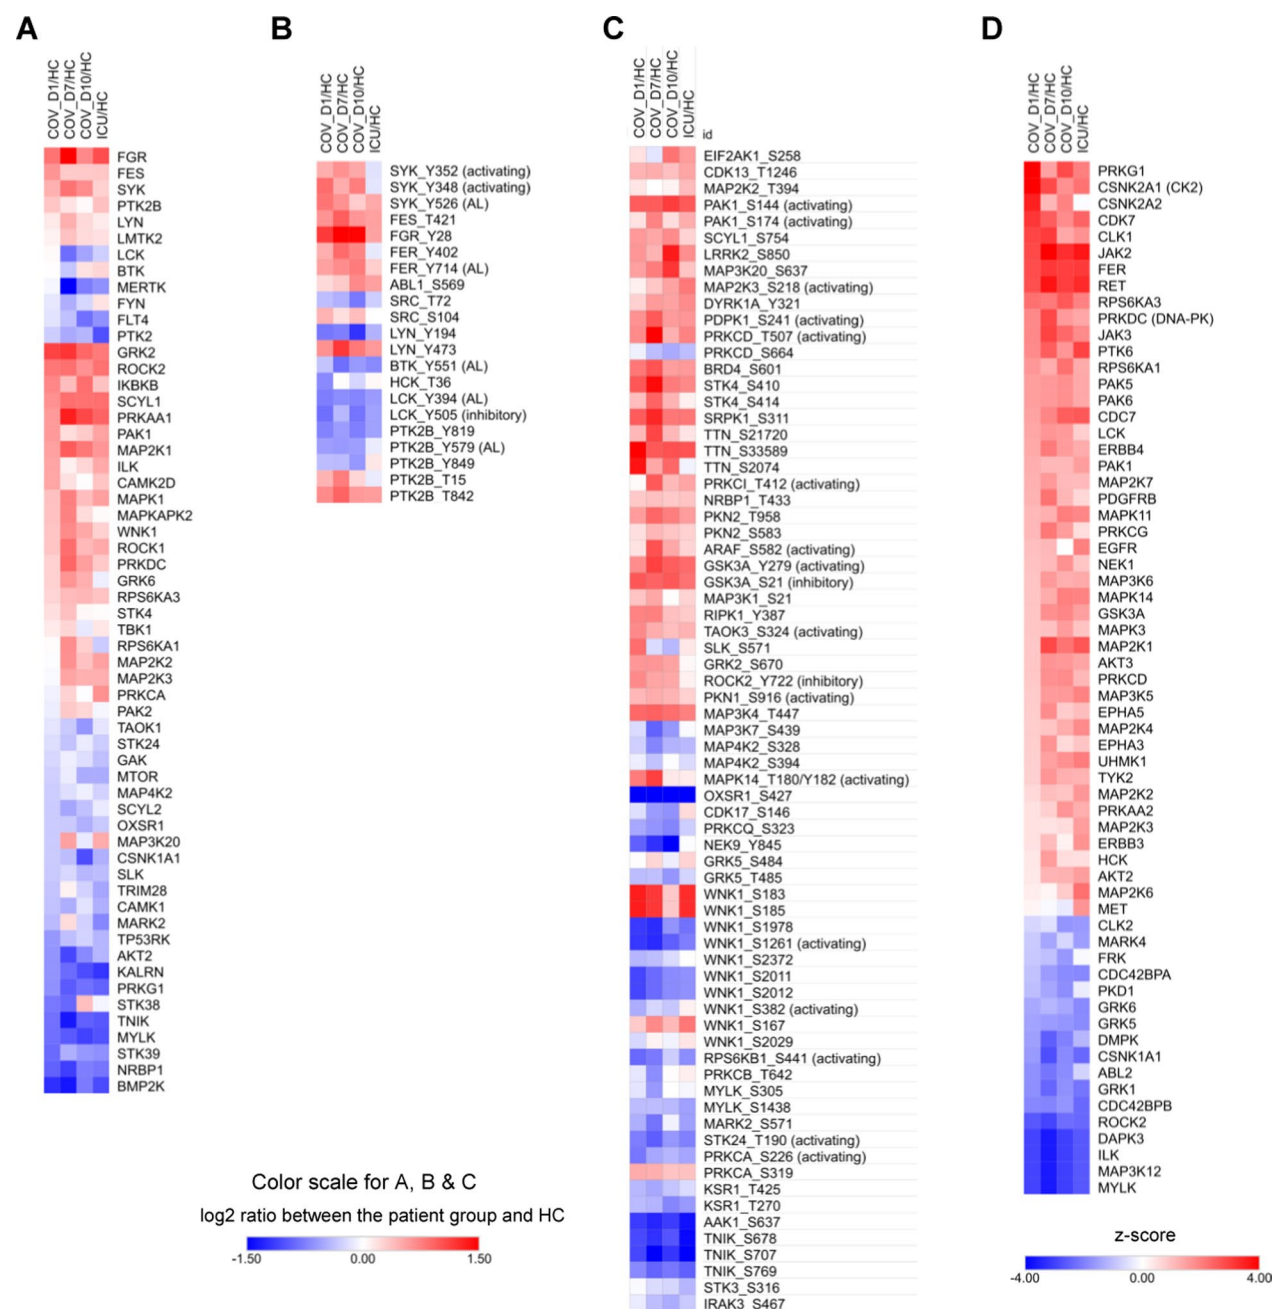 A
COV_D1/HC
COV_D7/HC
COV_D10/HC
ICU/HC
FGR
FES
SYK
PTK2B
LYN
LMTK2
LCK
BTK
MERTK
FYN
FLT4
PTK2
GRK2
ROCK2
IKBKB
SCYL1
PRKAA1
PAK1
MAP2K1
ILK
CAMK2D
MAPK1
MAPKAPK2
WNK1
ROCK1
PRKDC
GRK6
RPS6KA3
STK4
TBK1
RPS6KA1
MAP2K2
MAP2K3
PRKCA
PAK2
TAOK1
STK24
GAK
MTOR
MAP4K2
SCYL2
OXSR1
MAP3K20
CSNK1A1
SLK
TRIM28
CAMK1
MARK2
TP53RK
AKT2
KALRN
PRKG1
STK38
TNIK
MYLK
STK39
NRBP1
BMP2K
B
COV_D1/HC
COV_D7/HC
COV_D10/HC
ICU/HC
SYK_Y352 (activating)
SYK_Y348 (activating)
SYK_Y526 (AL)
FES_T421
FGR_Y28
FER_Y402
FER_Y714 (AL)
ABL1_S569
SRC_T72
SRC_S104
LYN_Y194
LYN_Y473
BTK_Y551 (AL)
HCK_T36
LCK_Y394 (AL)
LCK_Y505 (inhibitory)
PTK2B_Y819
PTK2B_Y579 (AL)
PTK2B_Y849
PTK2B_T15
PTK2B_T842
C
COV_D1/HC
COV_D7/HC
COV_D10/HC
ICU/HC
id
EIF2AK1_S258
CDK13_T1246
MAP2K2_T394
PAK1_S144 (activating)
PAK1_S174 (activating)
SCYL1_S754
LRRK2_S850
MAP3K20_S637
MAP2K3_S218 (activating)
DYRK1A_Y321
PDPK1_S241 (activating)
PRKCD_T507 (activating)
PRKCD_S664
BRD4_S601
STK4_S410
STK4_S414
SRPK1_S311
TTN_S21720
TTN_S33589
TTN_S2074
PRKCI_T412 (activating)
NRBP1_T433
PKN2_T958
PKN2_S583
ARAF_S582 (activating)
GSK3A_Y279 (activating)
GSK3A_S21 (inhibitory)
MAP3K1_S21
RIPK1_Y387
TAOK3_S324 (activating)
SLK_S571
GRK2_S670
ROCK2_Y722 (inhibitory)
PKN1_S916 (activating)
MAP3K4_T447
MAP3K7_S439
MAP4K2_S328
MAP4K2_S394
MAPK14_T180/Y182 (activating)
OXSR1_S427
CDK17_S146
PRKCQ_S323
NEK9_Y845
GRK5_S484
GRK5_T485
WNK1_S183
WNK1_S185
WNK1_S1978
WNK1_S1261 (activating)
WNK1_S2372
WNK1_S2011
WNK1_S2012
WNK1_S382 (activating)
WNK1_S167
WNK1_S2029
RPS6KB1_S441 (activating)
PRKCB_T642
MYLK_S305
MYLK_S1438
MARK2_S571
STK24_T190 (activating)
PRKCA_S226 (activating)
PRKCA_S319
KSR1_T425
KSR1_T270
AAK1_S637
TNIK_S678
TNIK_S707
TNIK_S769
STK3_S316
IRAK3_S467
D
COV_D1/HC
COV_D7/HC
COV_D10/HC
ICU/HC
PRKG1
CSNK2A1 (CK2)
CSNK2A2
CDK7
CLK1
JAK2
FER
RET
RPS6KA3
PRKDC (DNA-PK)
JAK3
PTK6
RPS6KA1
PAK5
PAK6
CDC7
LCK
ERBB4
PAK1
MAP2K7
PDGFRB
MAPK11
PRKCG
EGFR
NEK1
MAP3K6
MAPK14
GSK3A
MAPK3
MAP2K1
AKT3
PRKCD
MAP3K5
EPHA5
MAP2K4
EPHA3
UHMK1
TYK2
MAP2K2
PRKAA2
MAP2K3
ERBB3
HCK
AKT2
MAP2K6
MET
CLK2
MARK4
FRK
CDC42BPA
PKD1
GRK6
GRK5
DMPK
CSNK1A1
ABL2
GRK1
CDC42BPB
ROCK2
DAPK3
ILK
MAP3K12
MYLK
Color scale for A, B & C
log2 ratio between the patient group and HC
-1.50 0.00 1.50
z-score
-4.00 0.00 4.00